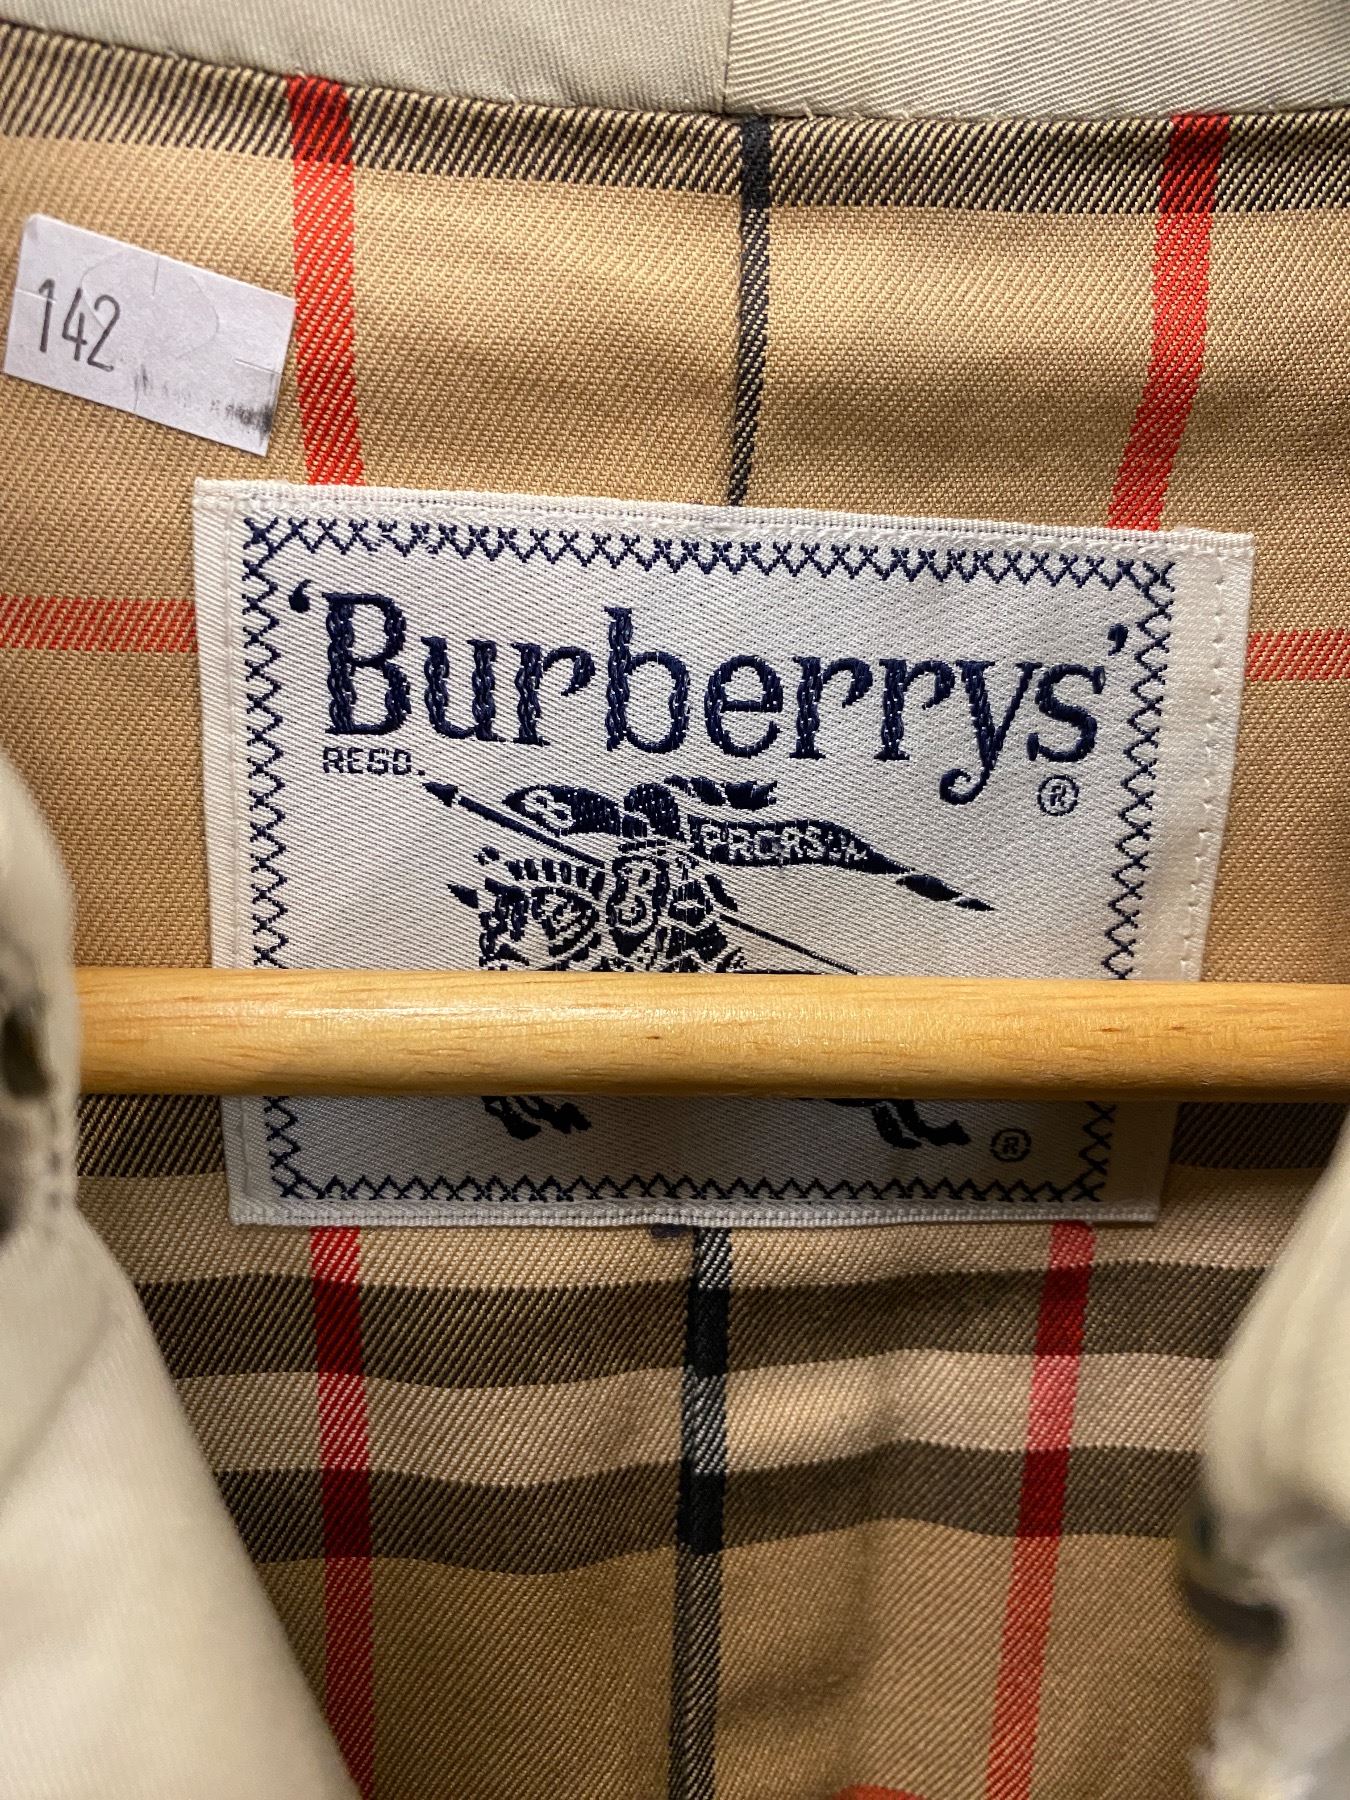 142
‘Burberrys’
REGD.
®
PRORSUM
®